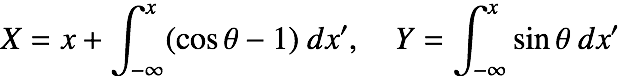 X = x + ∫_{-∞}^{x} (cos θ − 1) dx′,    Y = ∫_{-∞}^{x} sin θ dx′